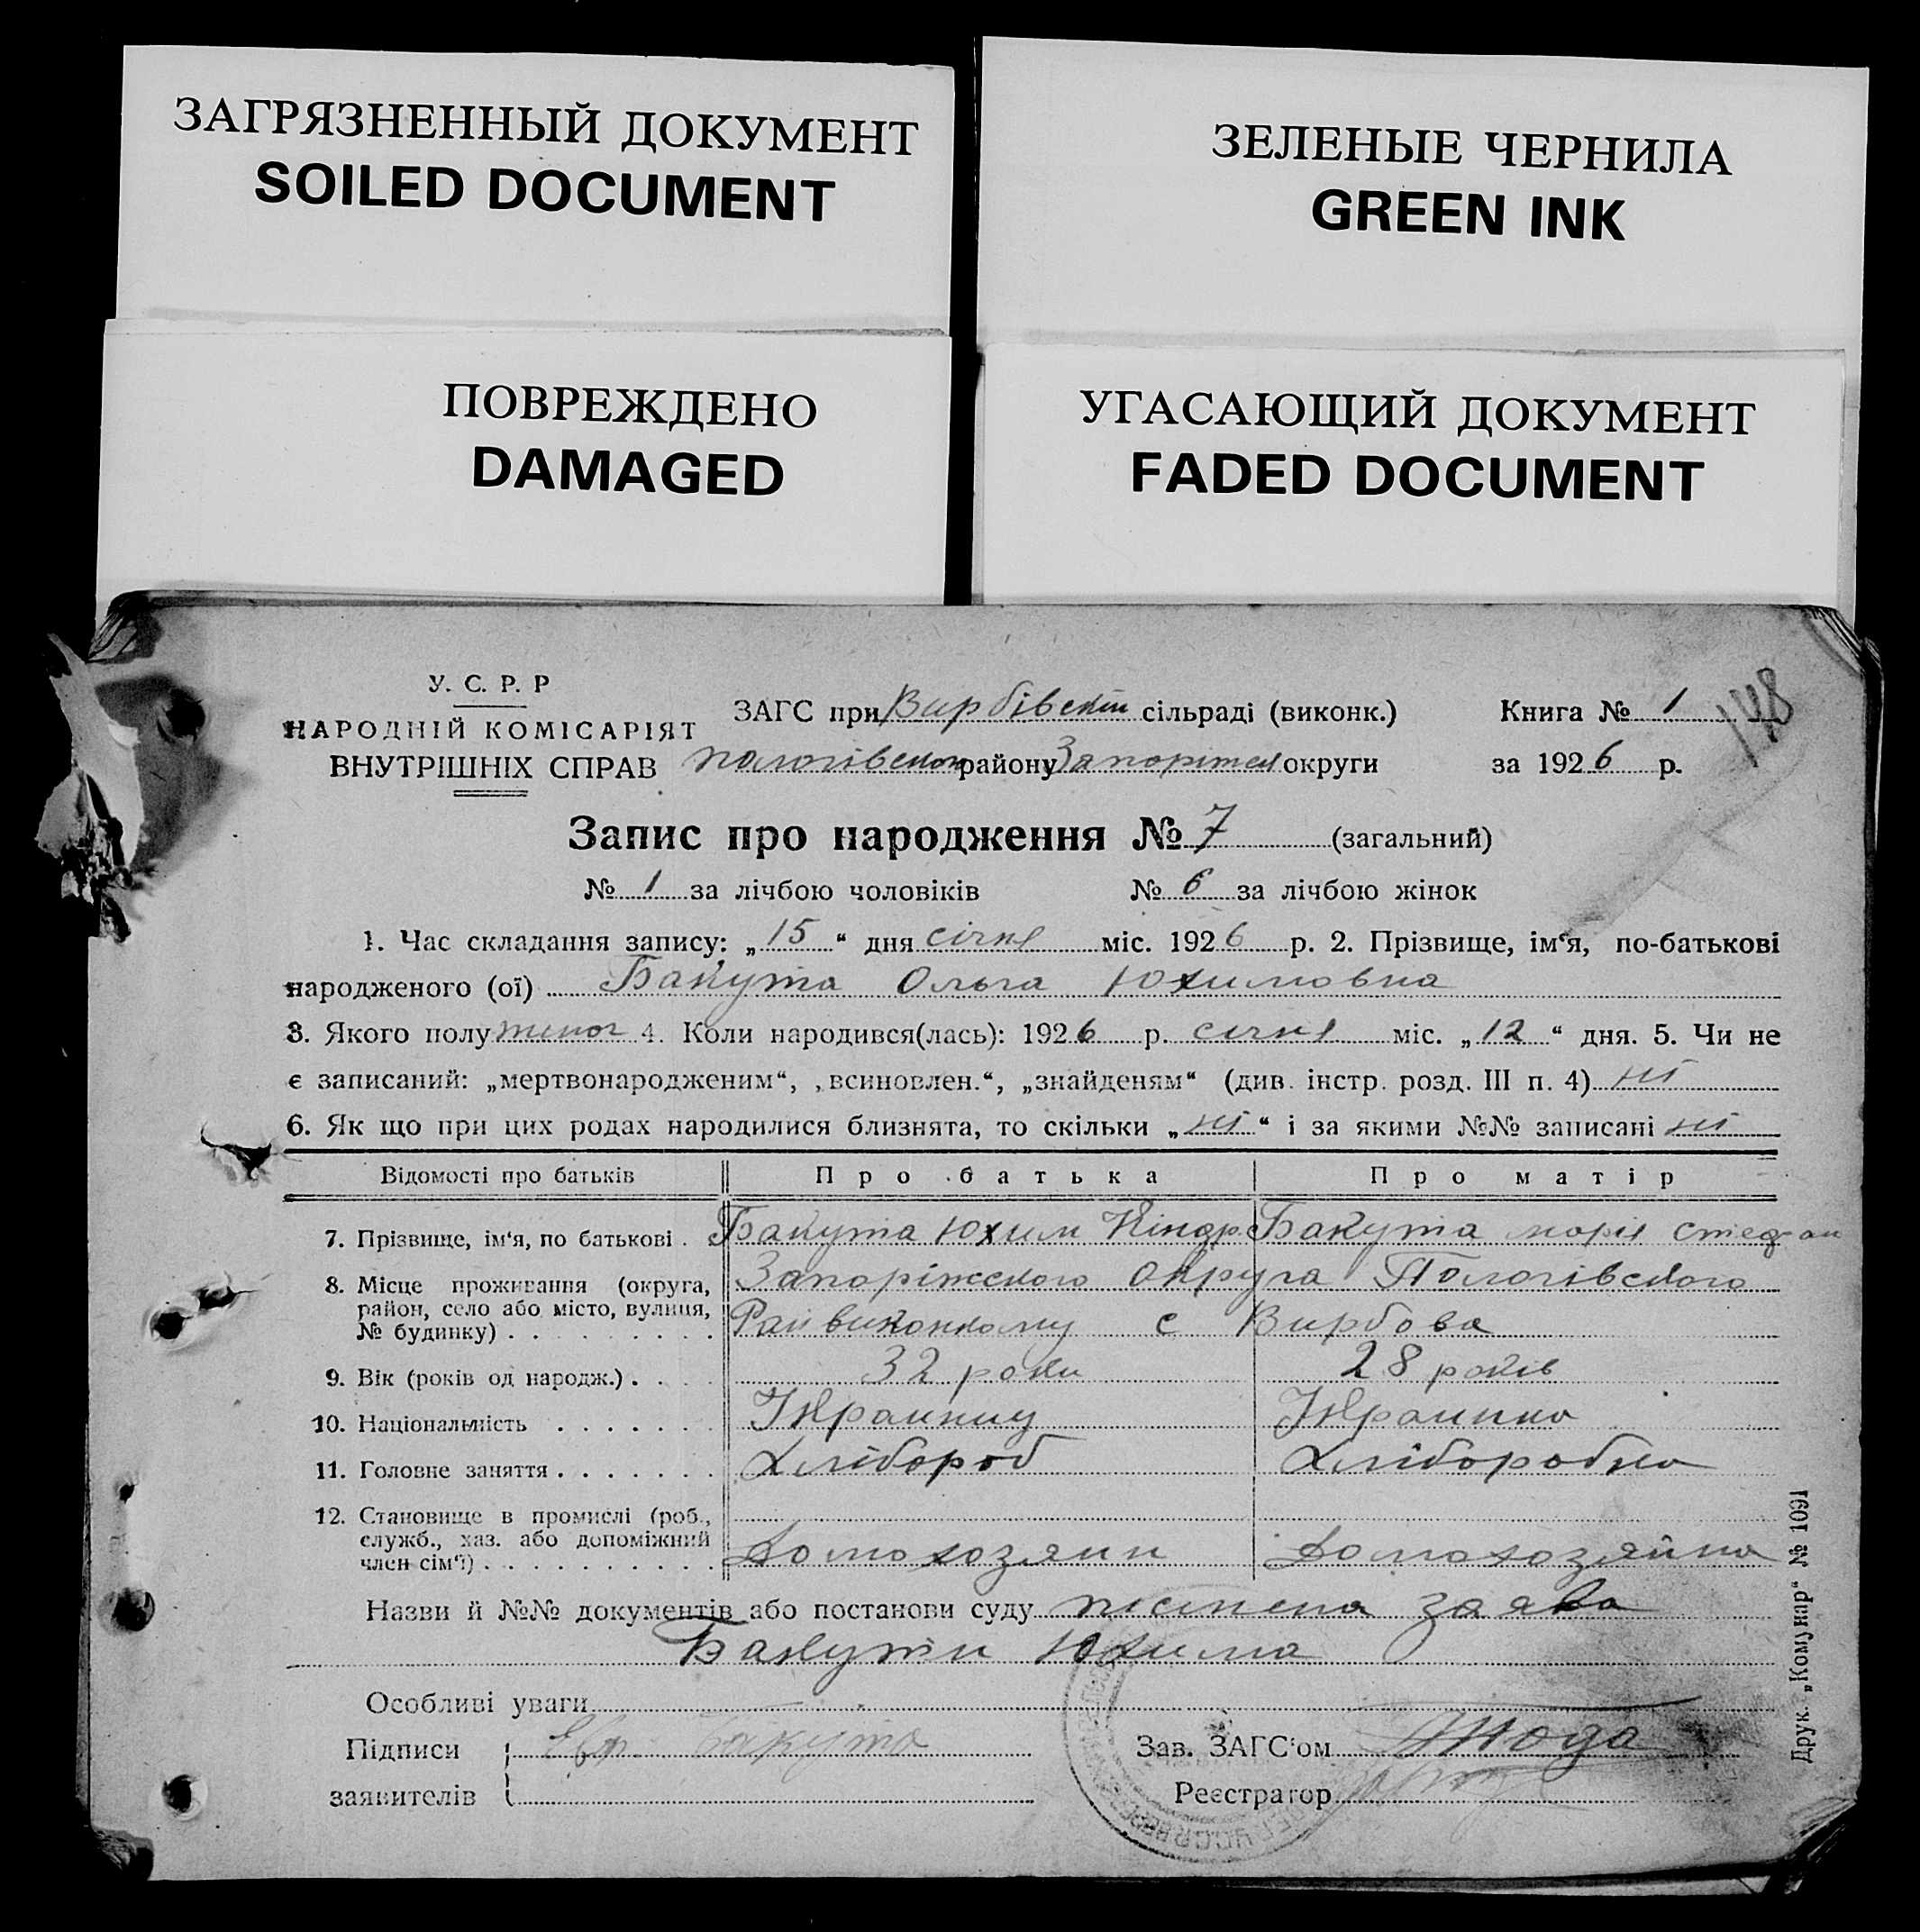 ЗАГРЯЗНЕННЫЙ ДОКУМЕНТ
SOILED DOCUMENT
ЗЕЛЕНЫЕ ЧЕРНИЛА
GREEN INK
ПОВРЕЖДЕНО
DAMAGED
УГАСАЮЩИЙ ДОКУМЕНТ
FADED DOCUMENT
148
У. С. Р. Р
НАРОДНІЙ КОМІСАРІЯТ
ВНУТРІШНІХ СПРАВ
ЗАГС при Вирбівскій сільраді (виконк.) Книга № 1
району округи за 1926 р.
Запис про народження № 7 (загальний)
№ 1 за лічбою чоловіків № 6 за лічбою жінок
1. Час складання запису: „15“ дня січня міс. 1926 р. 2. Прізвище, ім‘я, по-батькові
народженого (ої) Бакута Ольга Юхимовна
3. Якого полу жиног 4. Коли народився(лась): 1926 р. січня міс. „12“ дня. 5. Чи не
є записаний: „мертвонародженим“, „всиновлен.“, „знайденям“ (див. інстр. розд. III п. 4) ні
6. Як що при цих родах народилися близнята, то скільки „ні“ і за якими №№ записані ні
Відомості про батьків Про батька Про матір
7. Прізвище, ім‘я, по батькові . Бакута Юхим Кіндр. Бакута марія Стефан
8. Місце проживання (округа, район, село або місто, вулиця, № будинку) Запоріжского Округа Пологівского
Райвиконкому с Вирбова
9. Вік (років од народж.) . 32 роки 28 років
10. Національність Украиниц Украинка
11. Головне заняття Хлібороб Хлібороб­ка
12. Становище в промислі (роб.,
служб., хаз. або допоміжний
член сім‘ї) Домохозяин Домохозяйка
Назви й №№ документів або постанови суду заява
Бакути Юхима
Особливі уваги
Підписи Бакута Зав. ЗАГС‘ом
заявителів Реєстратор
Друк. „Комунар“ № 1091